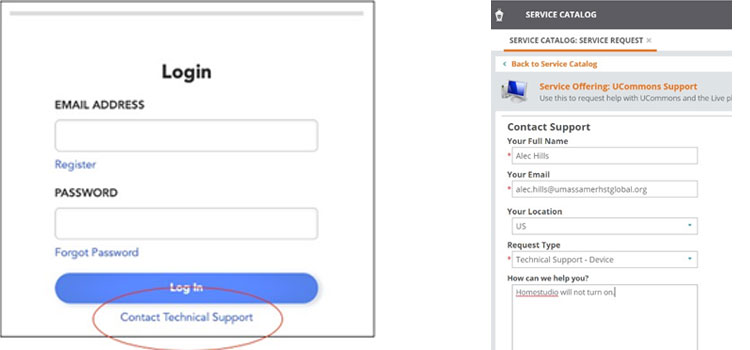 Login
EMAIL ADDRESS
Register
PASSWORD
Forgot Password
Log In
Contact Technical Support
SERVICE CATALOG
SERVICE CATALOG: SERVICE REQUEST ×
‹ Back to Service Catalog
Service Offering: UCommons Support
Use this to request help with UCommons and the Live
Contact Support
Your Full Name
* Alec Hills
Your Email
* alec.hills@umassamerhstglobal.org
Your Location
US
Request Type
* Technical Support - Device
How can we help you?
Homestudio will not turn on.